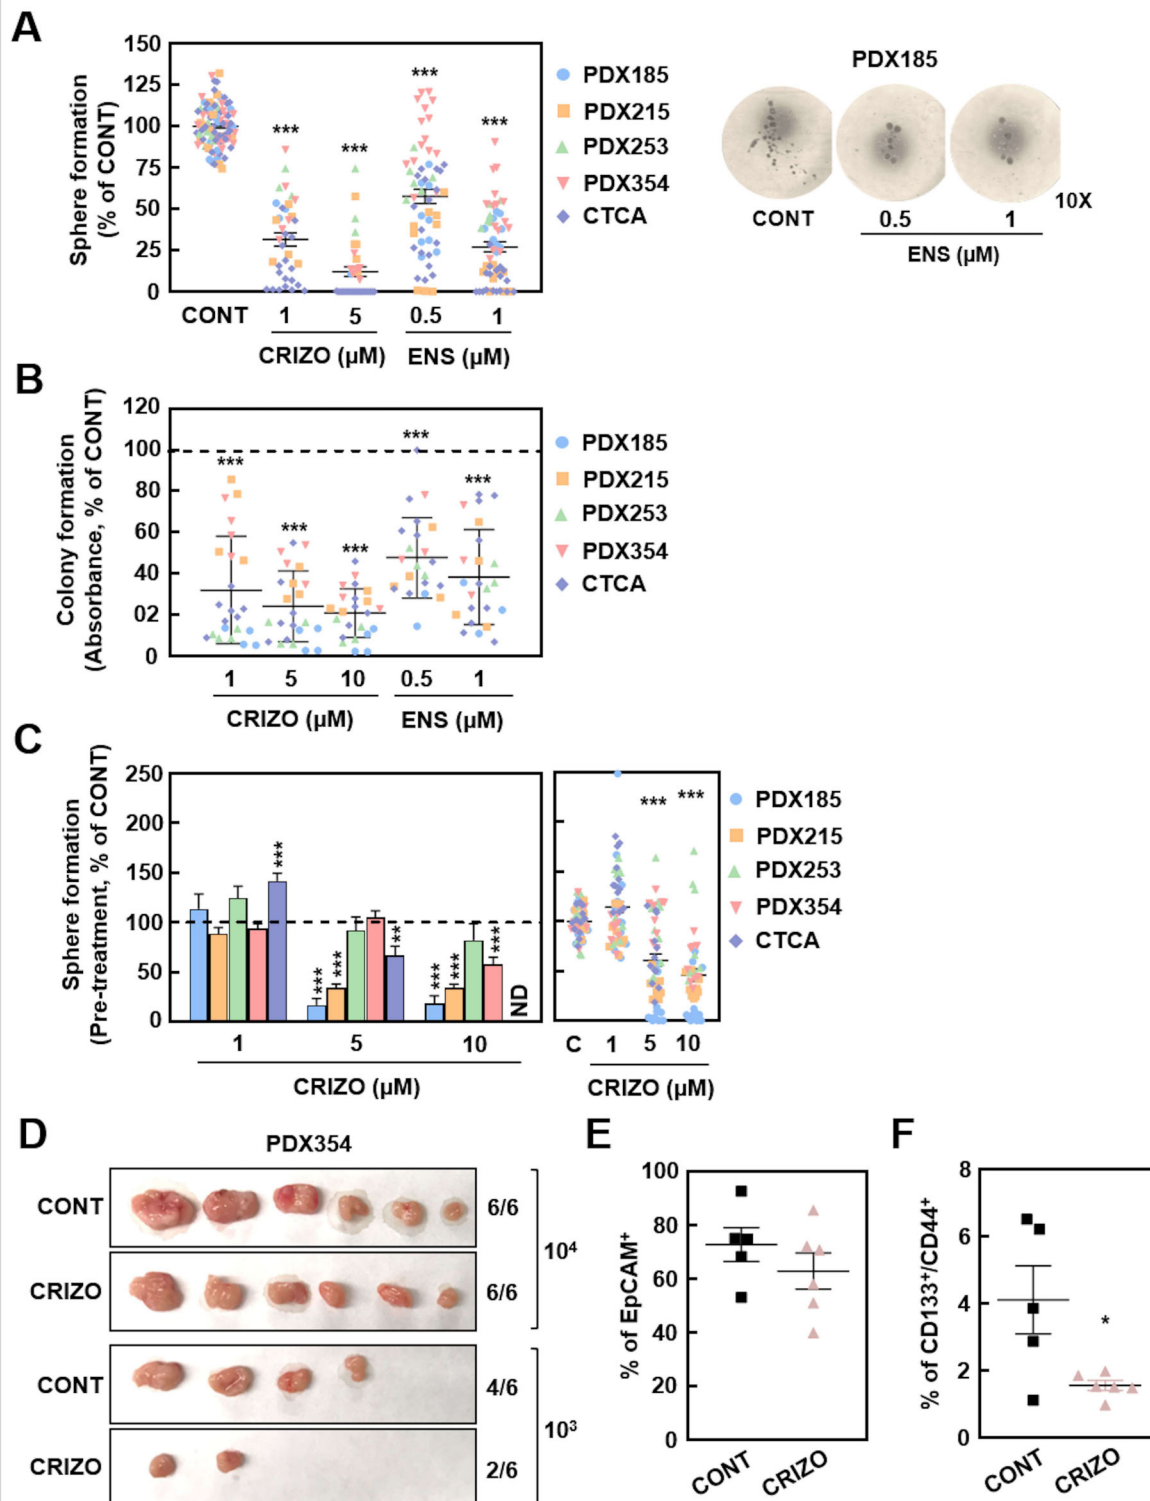 A
Sphere formation
(% of CONT)
150
125
100
75
50
25
0
***
***
***
***
CONT
1
5
0.5
1
CRIZO (µM)
ENS (µM)
PDX185
PDX215
PDX253
PDX354
CTCA
PDX185
CONT
0.5
1
10X
ENS (µM)
B
Colony formation
(Absorbance, % of CONT)
120
100
80
60
40
02
0
***
***
***
***
***
1
5
10
0.5
1
CRIZO (µM)
ENS (µM)
PDX185
PDX215
PDX253
PDX354
CTCA
C
Sphere formation
(Pre-treatment, % of CONT)
250
200
150
100
50
0
***
***
***
**
***
***
***
ND
1
5
10
CRIZO (µM)
***
***
C
1
5
10
CRIZO (µM)
PDX185
PDX215
PDX253
PDX354
CTCA
D
PDX354
CONT
6/6
CRIZO
6/6
10⁴
CONT
4/6
CRIZO
2/6
10³
E
% of EpCAM⁺
100
80
60
40
20
0
CONT
CRIZO
F
% of CD133⁺/CD44⁺
8
6
4
2
0
*
CONT
CRIZO